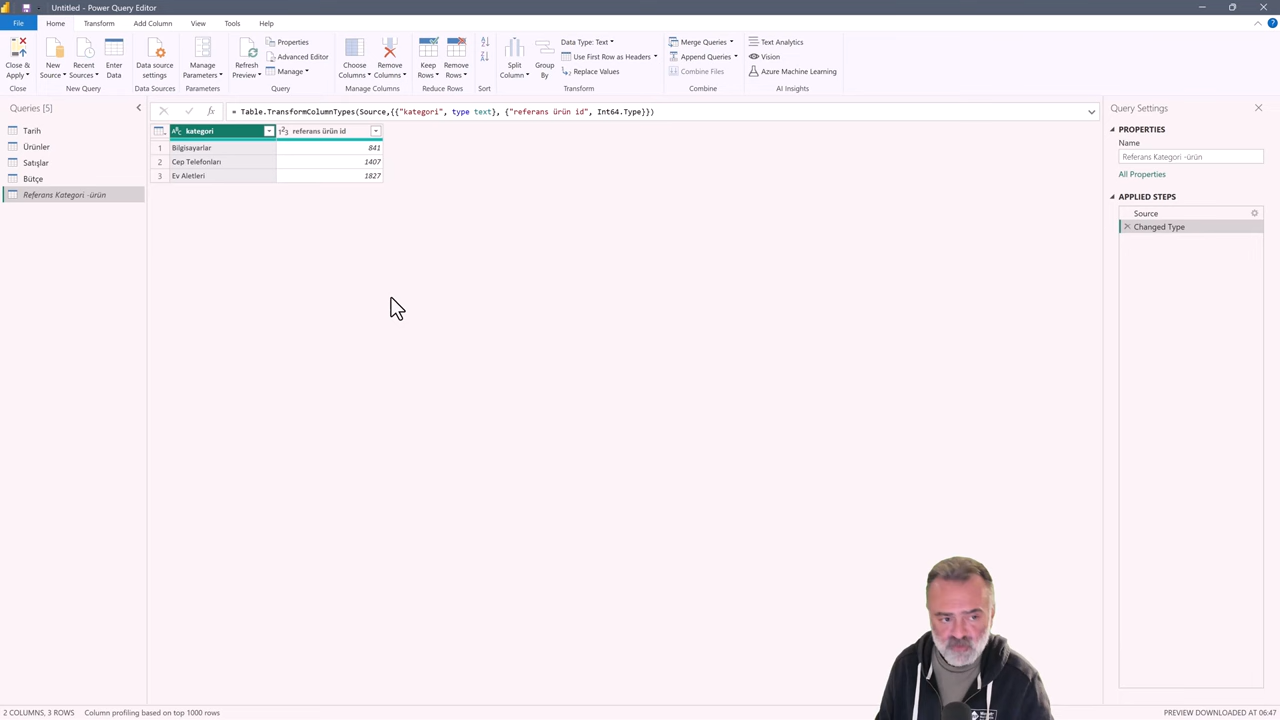 Untitled - Power Query Editor
File Home Transform Add Column View Tools Help
Close & Apply
New Source
Recent Sources
Enter Data
Data source settings
Manage Parameters
Refresh Preview
Properties
Advanced Editor
Manage
Choose Columns
Remove Columns
Keep Rows
Remove Rows
Split Column
Group By
Data Type: Text
Use First Row as Headers
Replace Values
Merge Queries
Append Queries
Combine Files
Text Analytics
Vision
Azure Machine Learning
Close
New Query
Data Sources
Parameters
Query
Manage Columns
Reduce Rows
Sort
Transform
Combine
AI Insights
Queries [5]
Tarih
Ürünler
Satışlar
Bütçe
Referans Kategori -ürün
= Table.TransformColumnTypes(Source,{{"kategori", type text}, {"referans ürün id", Int64.Type}})
kategori referans ürün id
1 Bilgisayarlar 841
2 Cep Telefonları 1407
3 Ev Aletleri 1827
Query Settings
PROPERTIES
Name
Referans Kategori -ürün
All Properties
APPLIED STEPS
Source
Changed Type
2 COLUMNS, 3 ROWS Column profiling based on top 1000 rows
PREVIEW DOWNLOADED AT 06:47